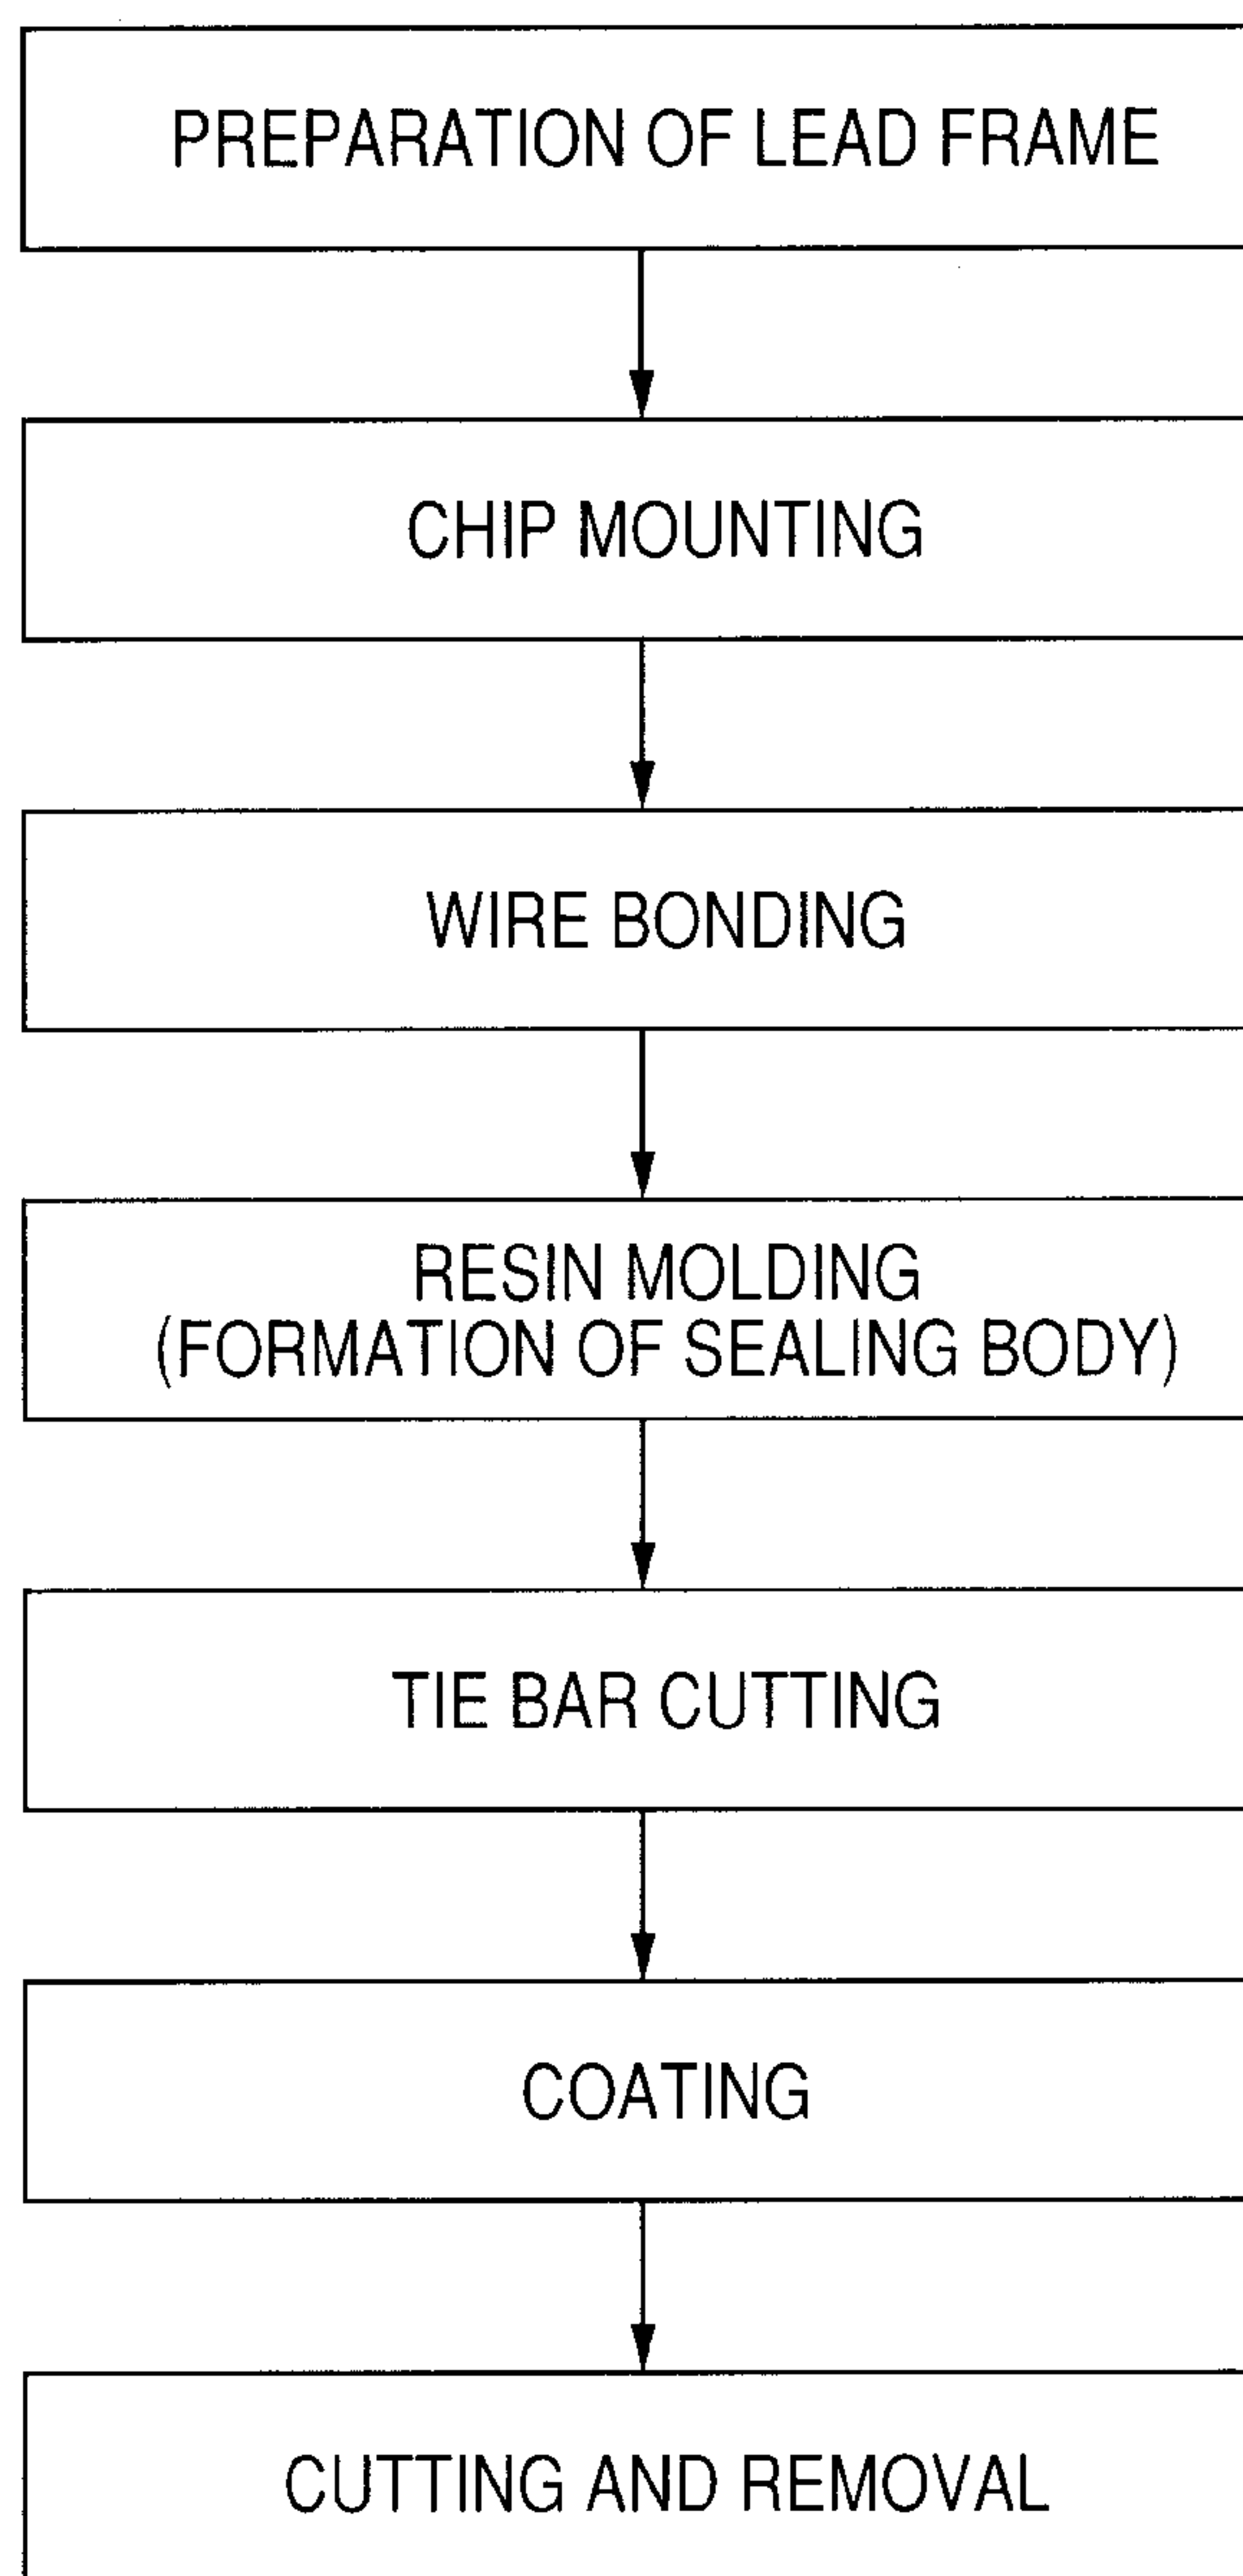 PREPARATION OF LEAD FRAME
CHIP MOUNTING
WIRE BONDING
RESIN MOLDING
(FORMATION OF SEALING BODY)
TIE BAR CUTTING
COATING
CUTTING AND REMOVAL